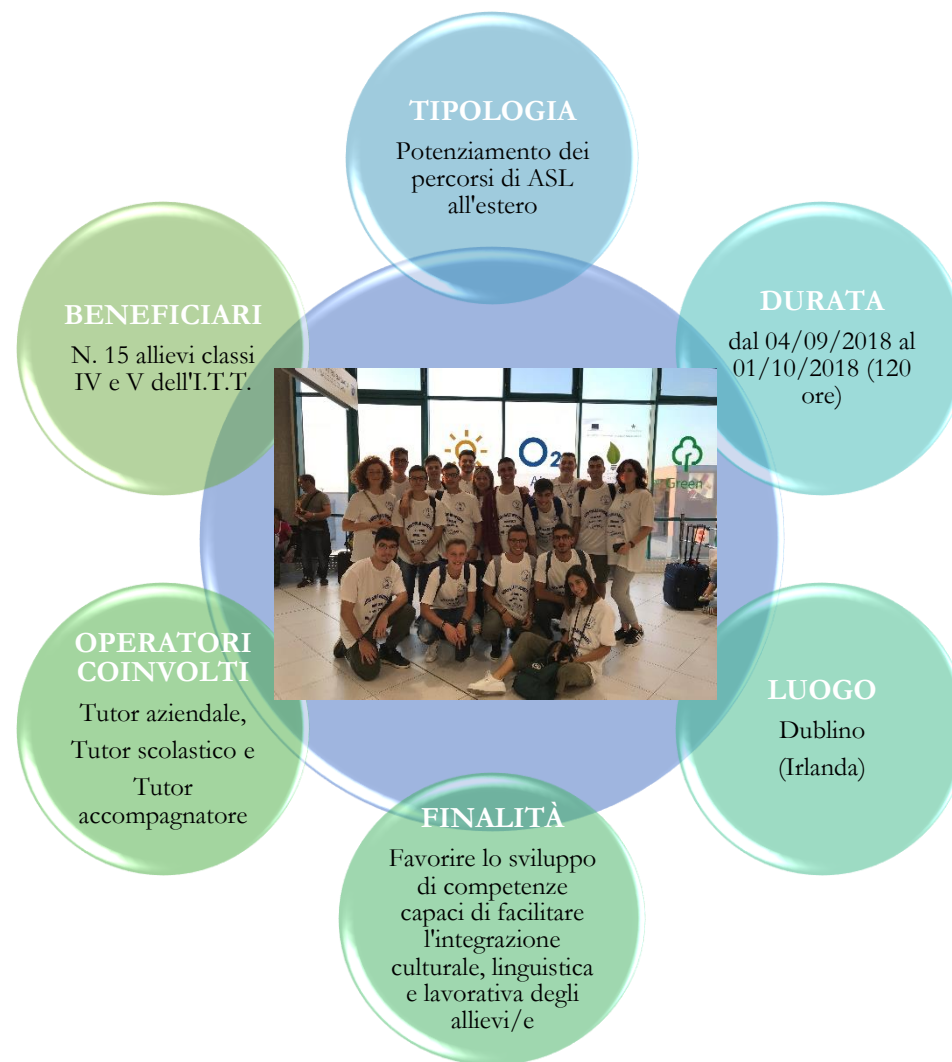 TIPOLOGIA
Potenziamento dei
percorsi di ASL
all'estero
DURATA
dal 04/09/2018 al
01/10/2018 (120
ore)
LUOGO
Dublino
(Irlanda)
FINALITÀ
Favorire lo sviluppo
di competenze
capaci di facilitare
l'integrazione
culturale, linguistica
e lavorativa degli
allievi/e
OPERATORI
COINVOLTI
Tutor aziendale,
Tutor scolastico e
Tutor
accompagnatore
BENEFICIARI
N. 15 allievi classi
IV e V dell'I.T.T.
O2
Green